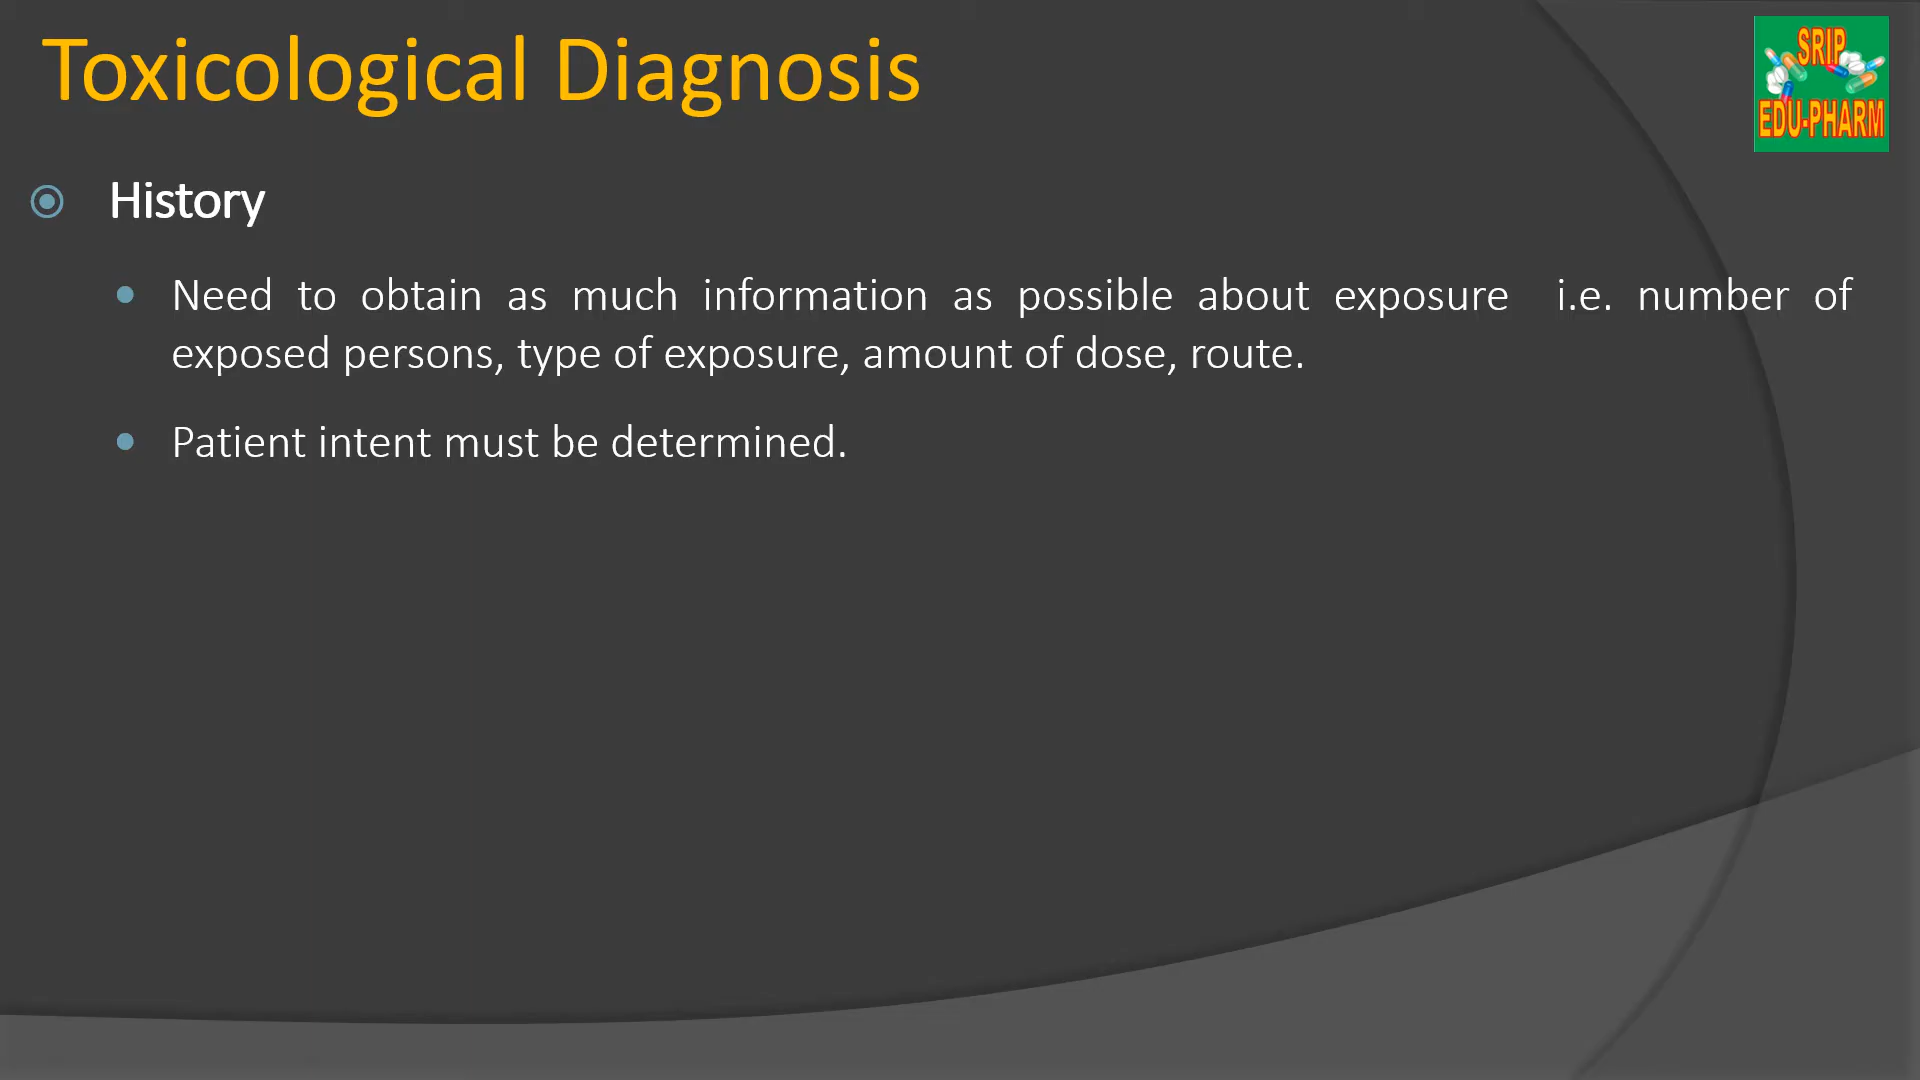 Toxicological Diagnosis
SRIP
EDU-PHARM
History
Need to obtain as much information as possible about exposure i.e. number of
exposed persons, type of exposure, amount of dose, route.
Patient intent must be determined.